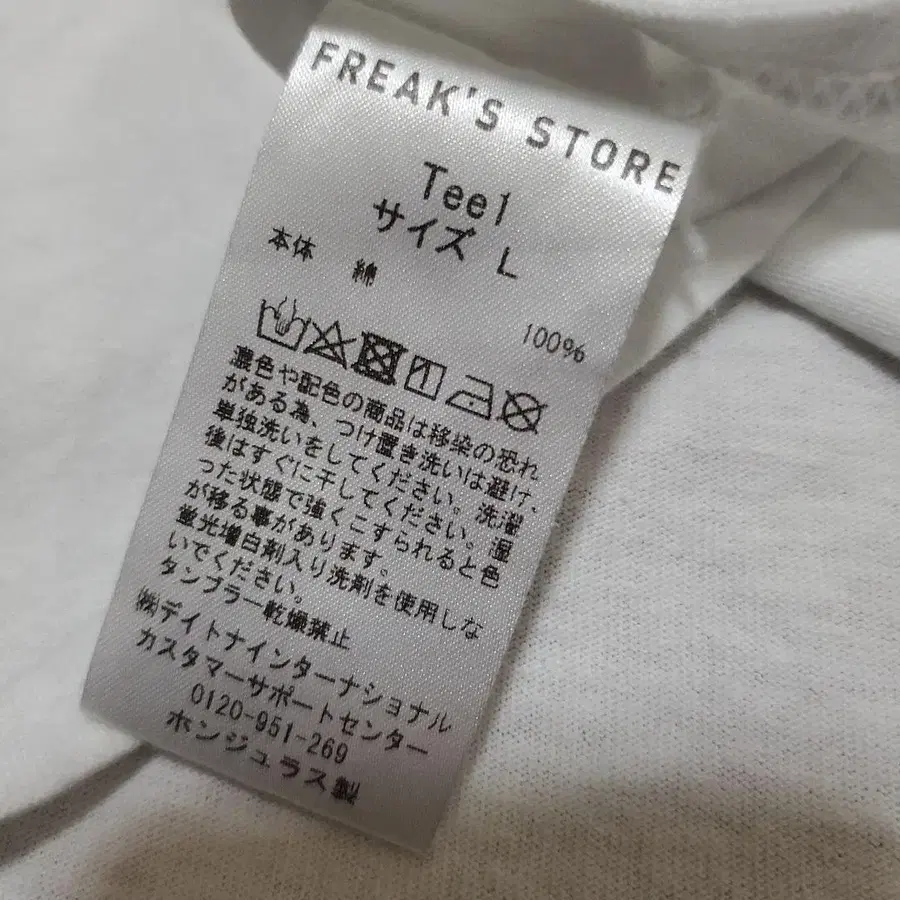 FREAK'S STORE
Tee1
サイズ L
本体 綿 100%
濃色や配色の商品は移染の恐れ
がある為、つけ置き洗いは避け、
単独洗いをしてください。洗濯
後はすぐに干してください。湿
った状態で強くこすられると色
が移る事があります。
蛍光増白剤入り洗剤を使用しな
いでください。
タンブラー乾燥禁止
㈱デイトナインターナショナル
カスタマーサポートセンター
0120-951-269
ホンジュラス製